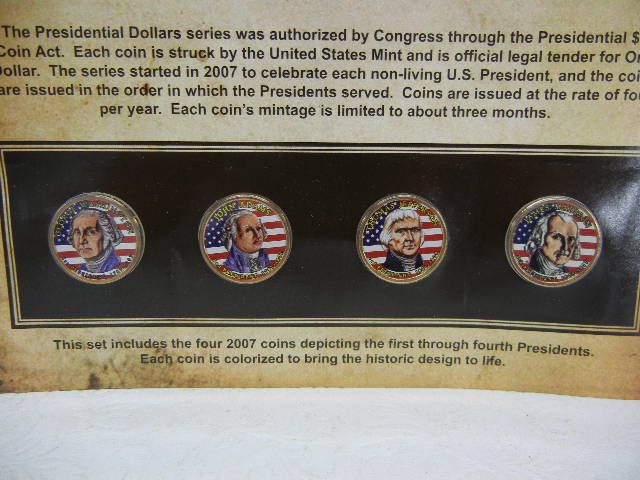 The Presidential Dollars series was authorized by Congress through the Presidential $
Coin Act. Each coin is struck by the United States Mint and is official legal tender for On
Dollar. The series started in 2007 to celebrate each non-living U.S. President, and the coi
are issued in the order in which the Presidents served. Coins are issued at the rate of fou
per year. Each coin's mintage is limited to about three months.
This set includes the four 2007 coins depicting the first through fourth Presidents.
Each coin is colorized to bring the historic design to life.